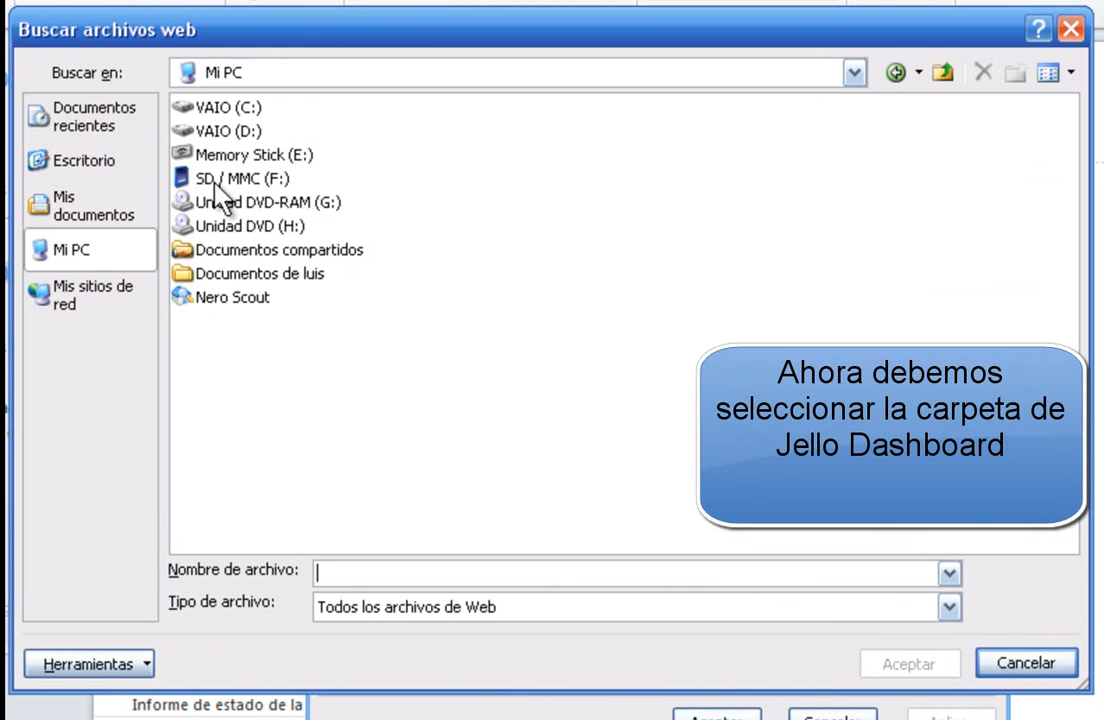 Buscar archivos web
Buscar en:
Mi PC
Documentos
recientes
Escritorio
Mis
documentos
Mi PC
Mis sitios de
red
VAIO (C:)
VAIO (D:)
Memory Stick (E:)
SD / MMC (F:)
Unidad DVD-RAM (G:)
Unidad DVD (H:)
Documentos compartidos
Documentos de luis
Nero Scout
Ahora debemos
seleccionar la carpeta de
Jello Dashboard
Nombre de archivo:
Tipo de archivo:
Todos los archivos de Web
Herramientas
Aceptar
Cancelar
Informe de estado de la
Aceptar
Cancelar